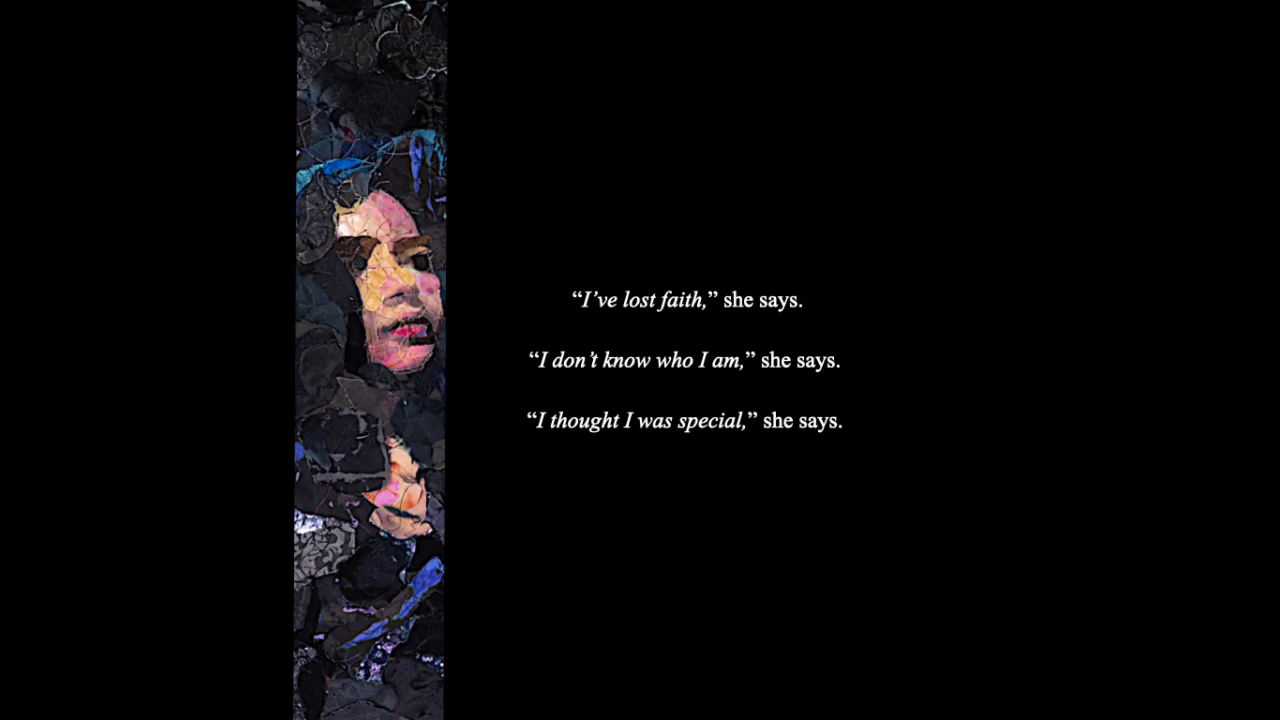 “I’ve lost faith,” she says.
“I don’t know who I am,” she says.
“I thought I was special,” she says.